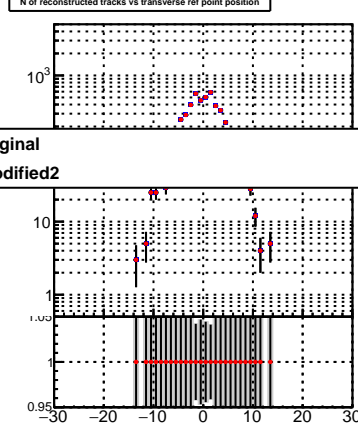 N of reconstructed tracks vs transverse ref point position
10³
ginal
odified2
10
1
1.05
1
0.95
−30 −20 −10 0 10 20 30